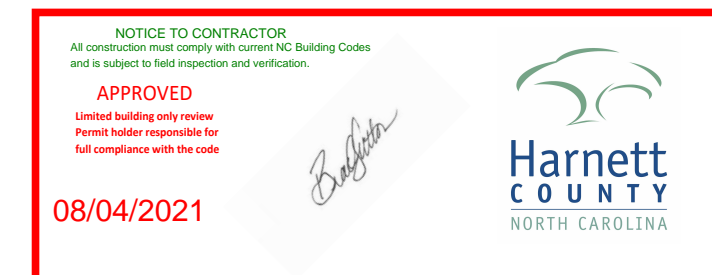 NOTICE TO CONTRACTOR
All construction must comply with current NC Building Codes
and is subject to field inspection and verification.
APPROVED
Limited building only review
Permit holder responsible for
full compliance with the code
08/04/2021
Harnett
COUNTY
NORTH CAROLINA